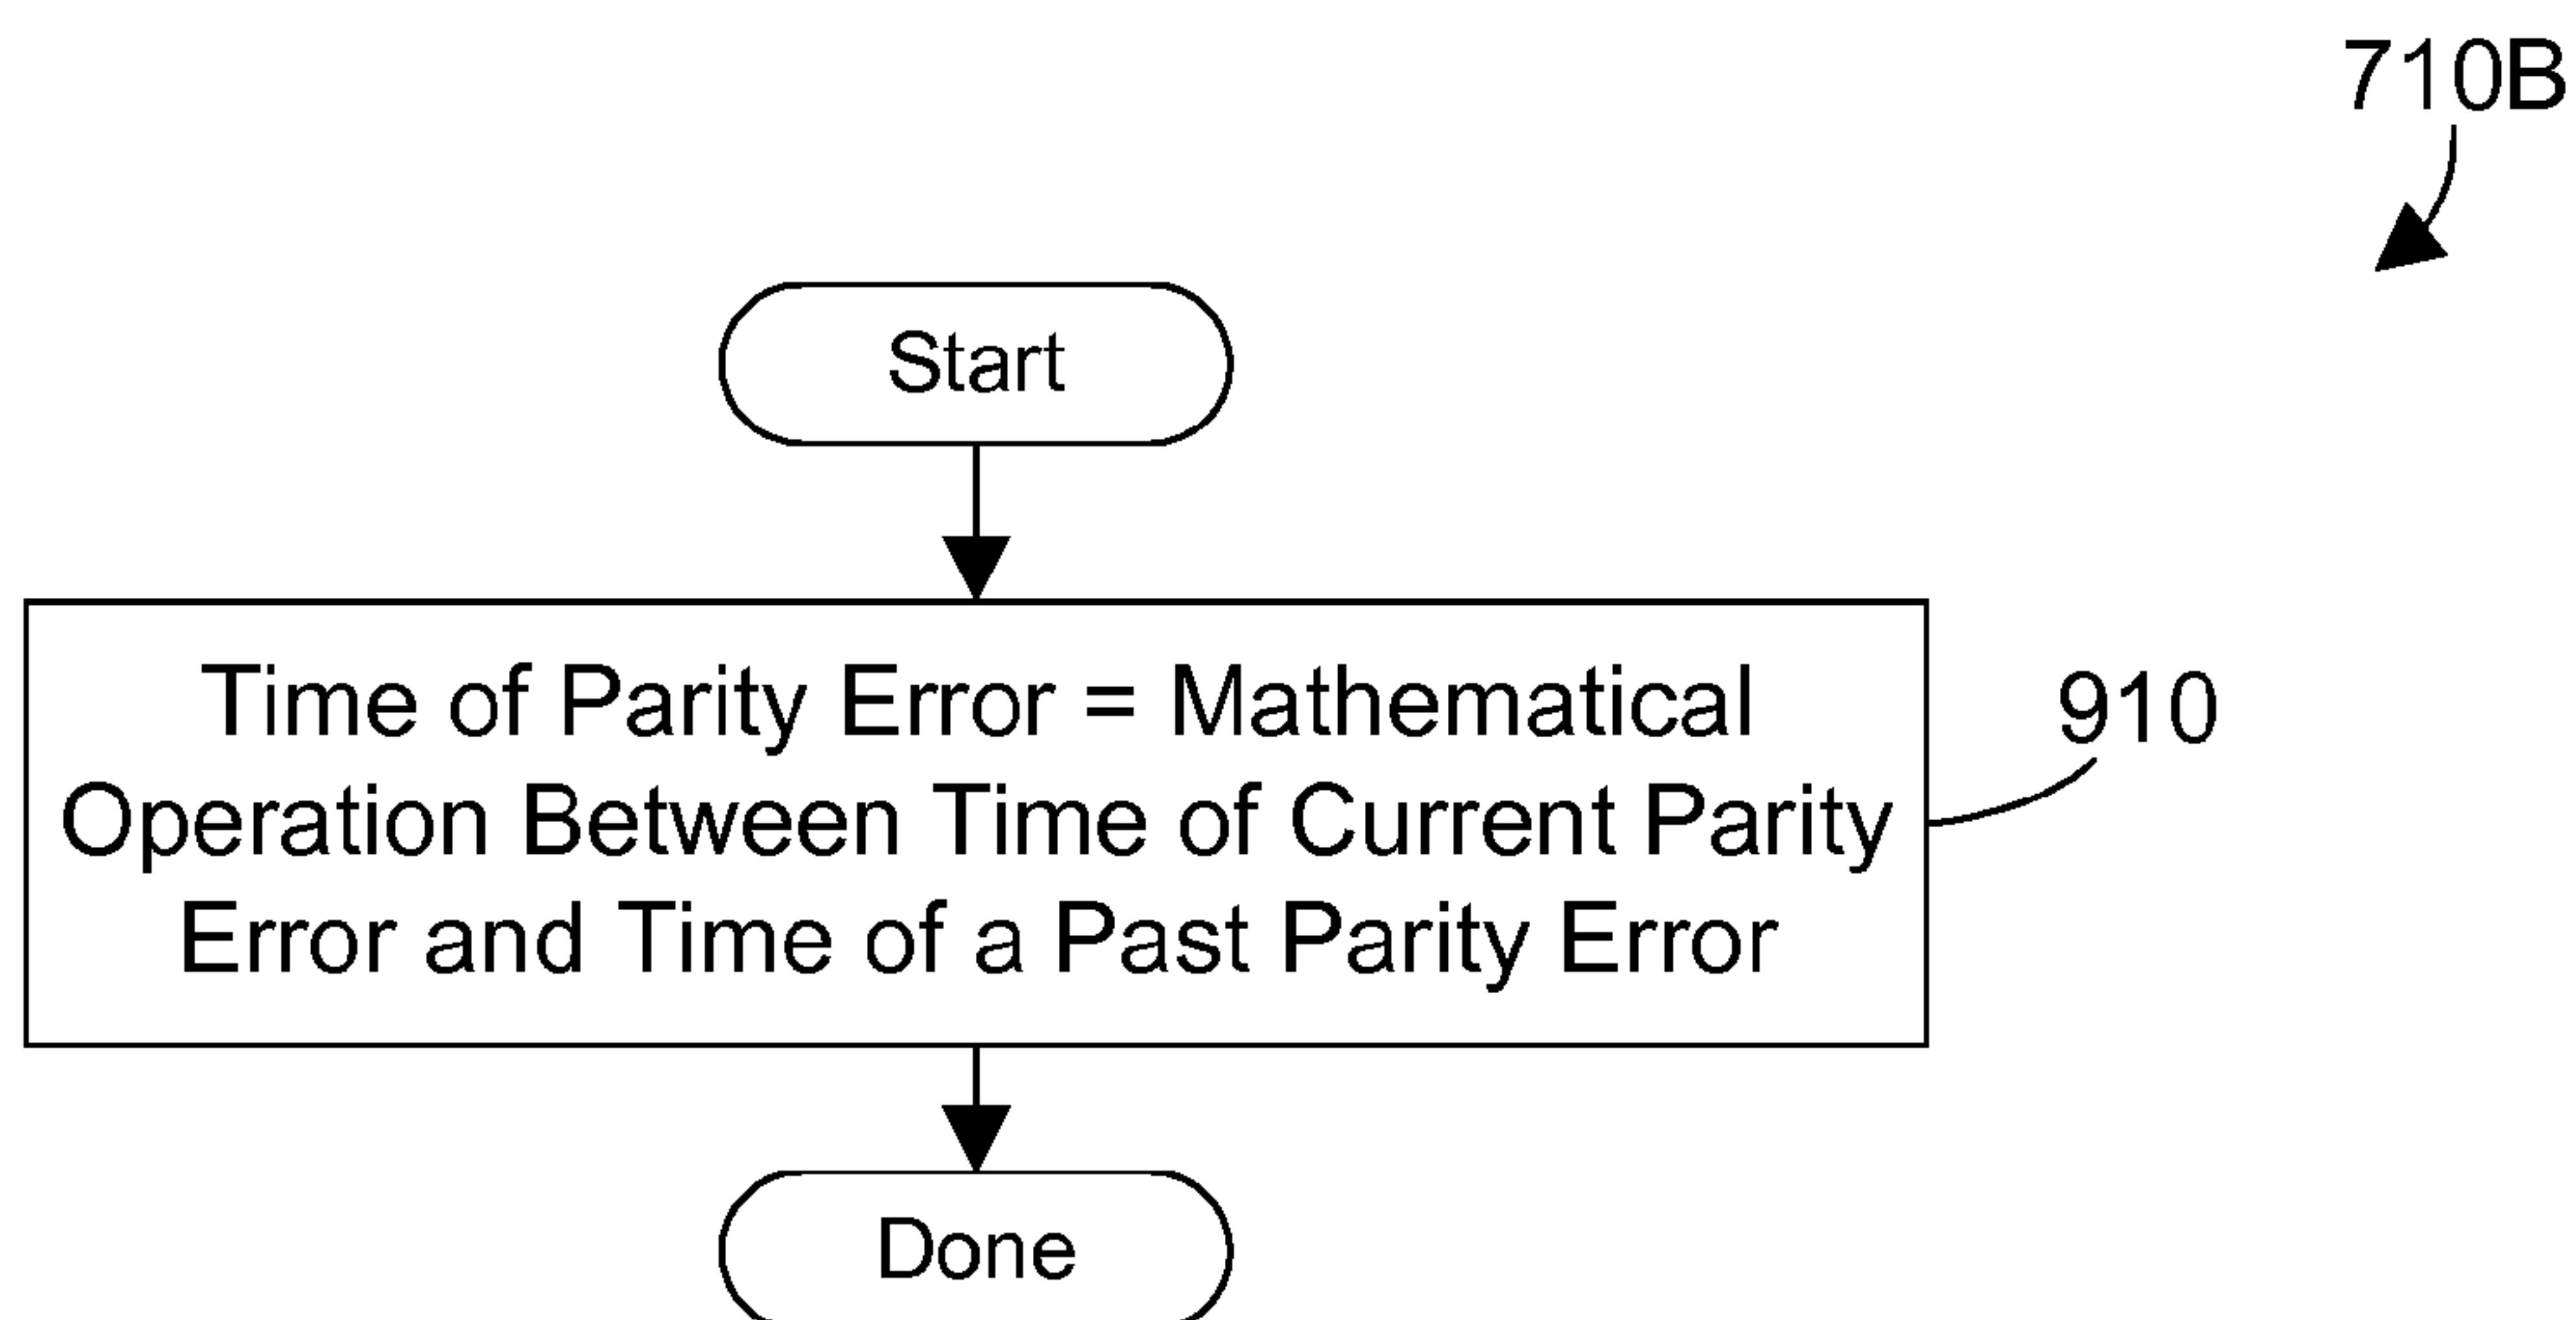 710B
Start
Time of Parity Error = Mathematical
Operation Between Time of Current Parity
Error and Time of a Past Parity Error
910
Done